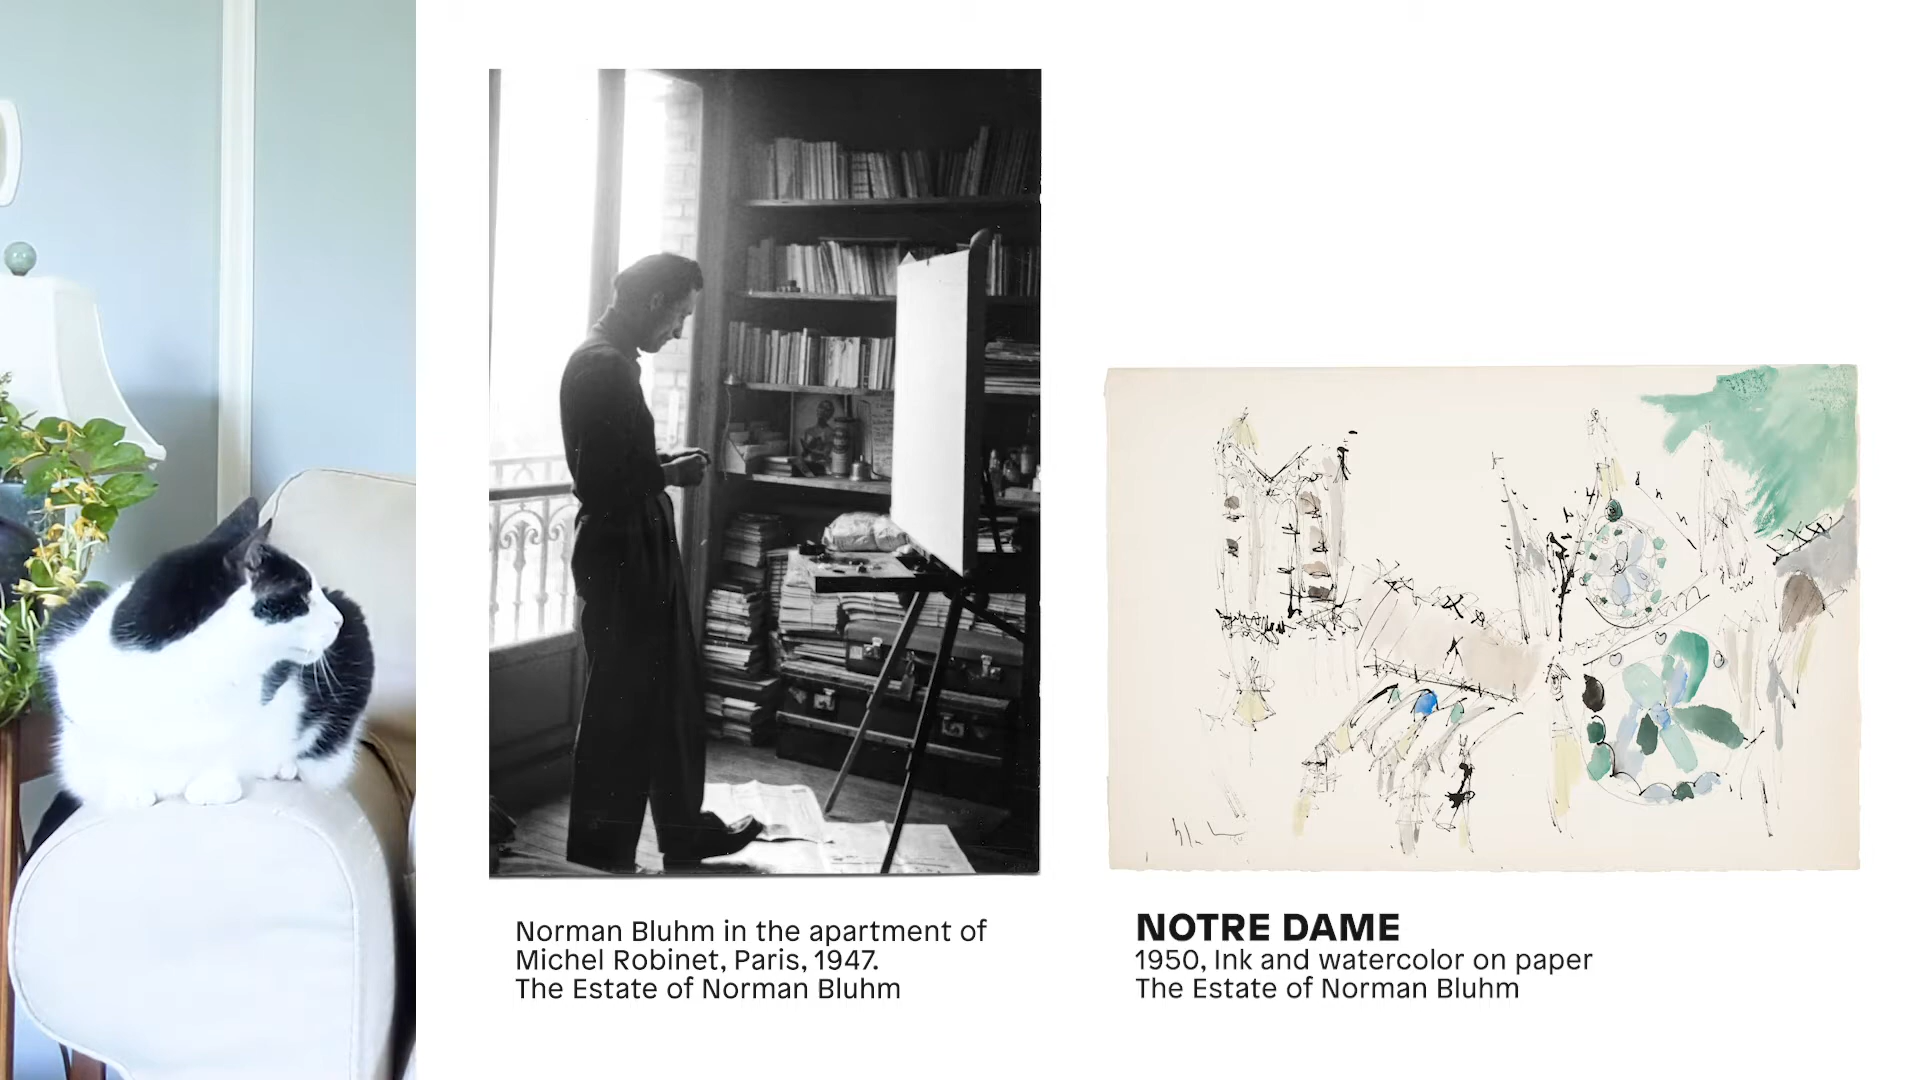 Norman Bluhm in the apartment of
Michel Robinet, Paris, 1947.
The Estate of Norman Bluhm
NOTRE DAME
1950, Ink and watercolor on paper
The Estate of Norman Bluhm